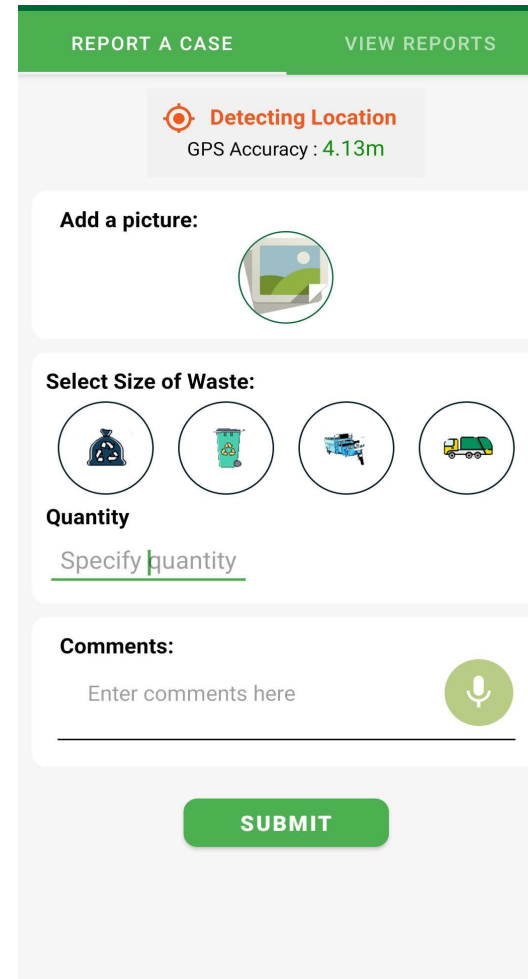 REPORT A CASE VIEW REPORTS
Detecting Location
GPS Accuracy : 4.13m
Add a picture:
Select Size of Waste:
Quantity
Specify quantity
Comments:
Enter comments here
SUBMIT